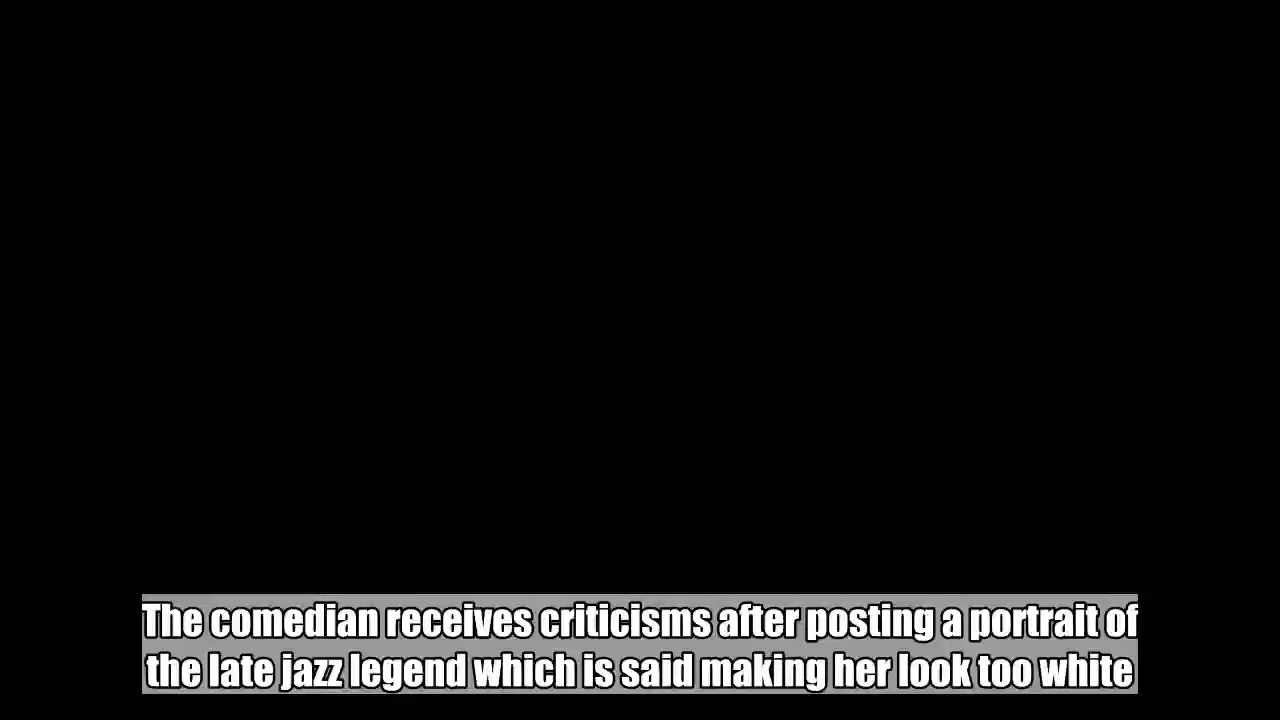 The comedian receives criticisms after posting a portrait of
the late jazz legend which is said making her look too white